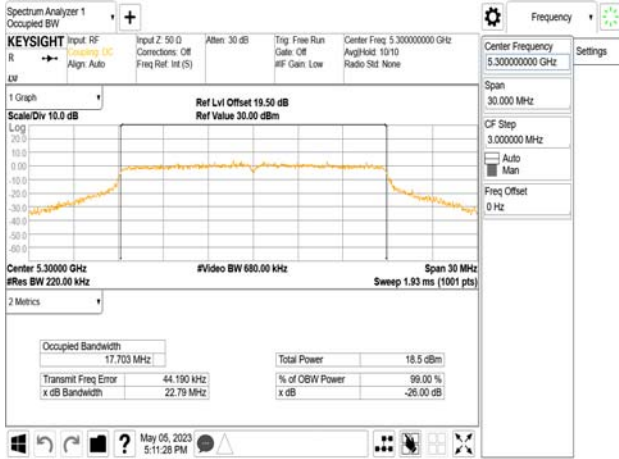 Spectrum Analyzer 1
Occupied BW
Frequency
KEYSIGHT
R
Input: RF
Coupling: DC
Align: Auto
Input Z: 50 Ω
Corrections: Off
Freq Ref: Int (S)
Atten: 30 dB
Trig: Free Run
Gate: Off
#IF Gain: Low
Center Freq: 5.300000000 GHz
Avg|Hold: 10/10
Radio Std: None
Center Frequency
5.300000000 GHz
Settings
Span
30.000 MHz
CF Step
3.000000 MHz
Auto
Man
Freq Offset
0 Hz
1 Graph
Scale/Div 10.0 dB
Ref Lvl Offset 19.50 dB
Ref Value 30.00 dBm
Log
20.0
10.0
0.00
-10.0
-20.0
-30.0
-40.0
-50.0
-60.0
Center 5.30000 GHz
#Res BW 220.00 kHz
#Video BW 680.00 kHz
Span 30 MHz
Sweep 1.93 ms (1001 pts)
2 Metrics
Occupied Bandwidth
17.703 MHz
Total Power 18.5 dBm
Transmit Freq Error 44.190 kHz
% of OBW Power 99.00 %
x dB Bandwidth 22.79 MHz
x dB -26.00 dB
?
May 05, 2023
5:11:28 PM